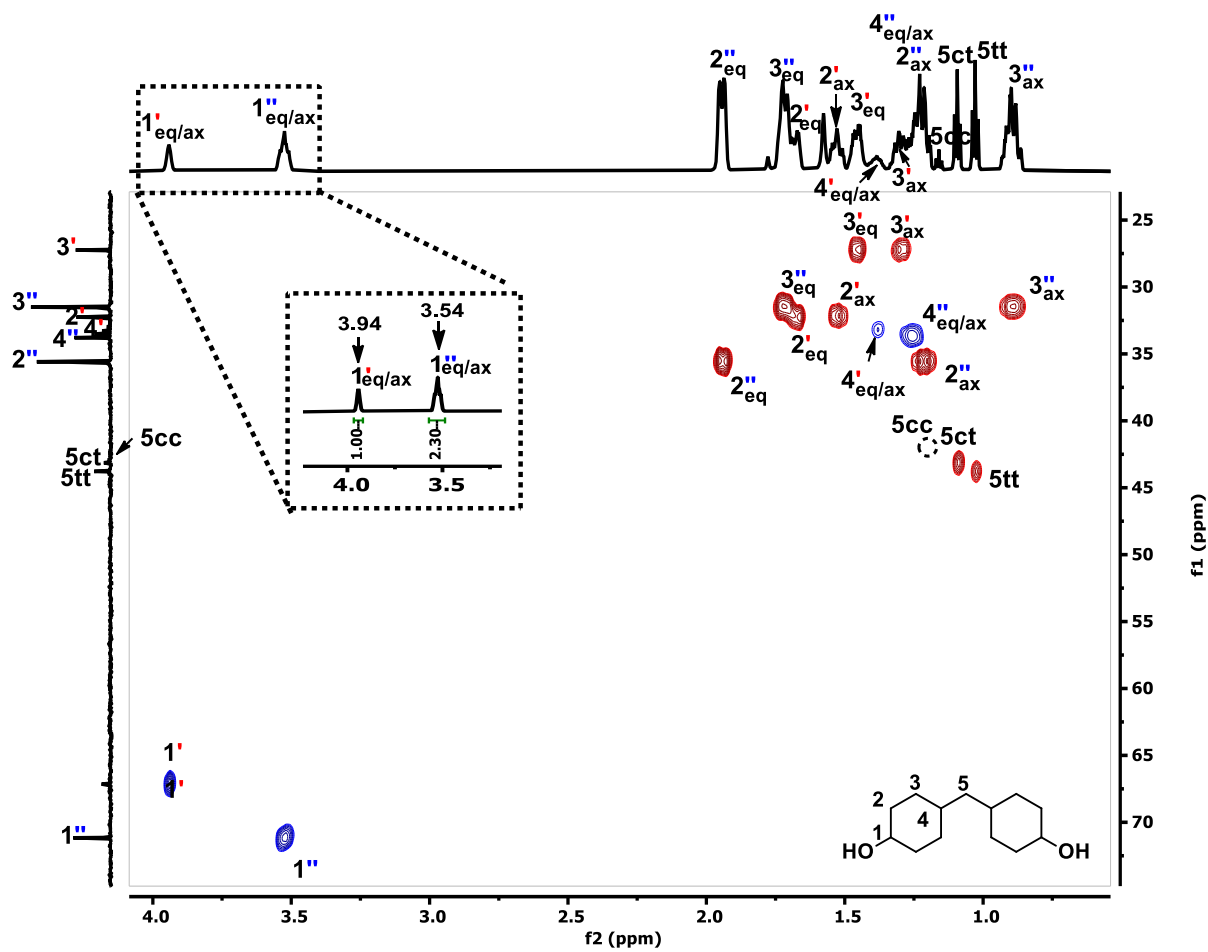 4"eq/ax
2"eq
3"eq
2'ax
2"ax
5ct
5tt
3"ax
1'eq/ax
1"eq/ax
2'eq
3'eq
5cc
4'eq/ax
3'ax
3'
3"
2'
4'
4"
2"
5cc
5ct
5tt
1'
1"
3'eq
3'ax
3"eq
2'ax
3"ax
4"eq/ax
2'eq
4'eq/ax
2"ax
2"eq
5cc
5ct
5tt
3.94
3.54
1'eq/ax
1"eq/ax
1.00
2.30
4.0
3.5
1'
1"
3
5
2
4
1
HO
OH
25
30
35
40
45
50
55
60
65
70
f1 (ppm)
4.0 3.5 3.0 2.5 2.0 1.5 1.0
f2 (ppm)